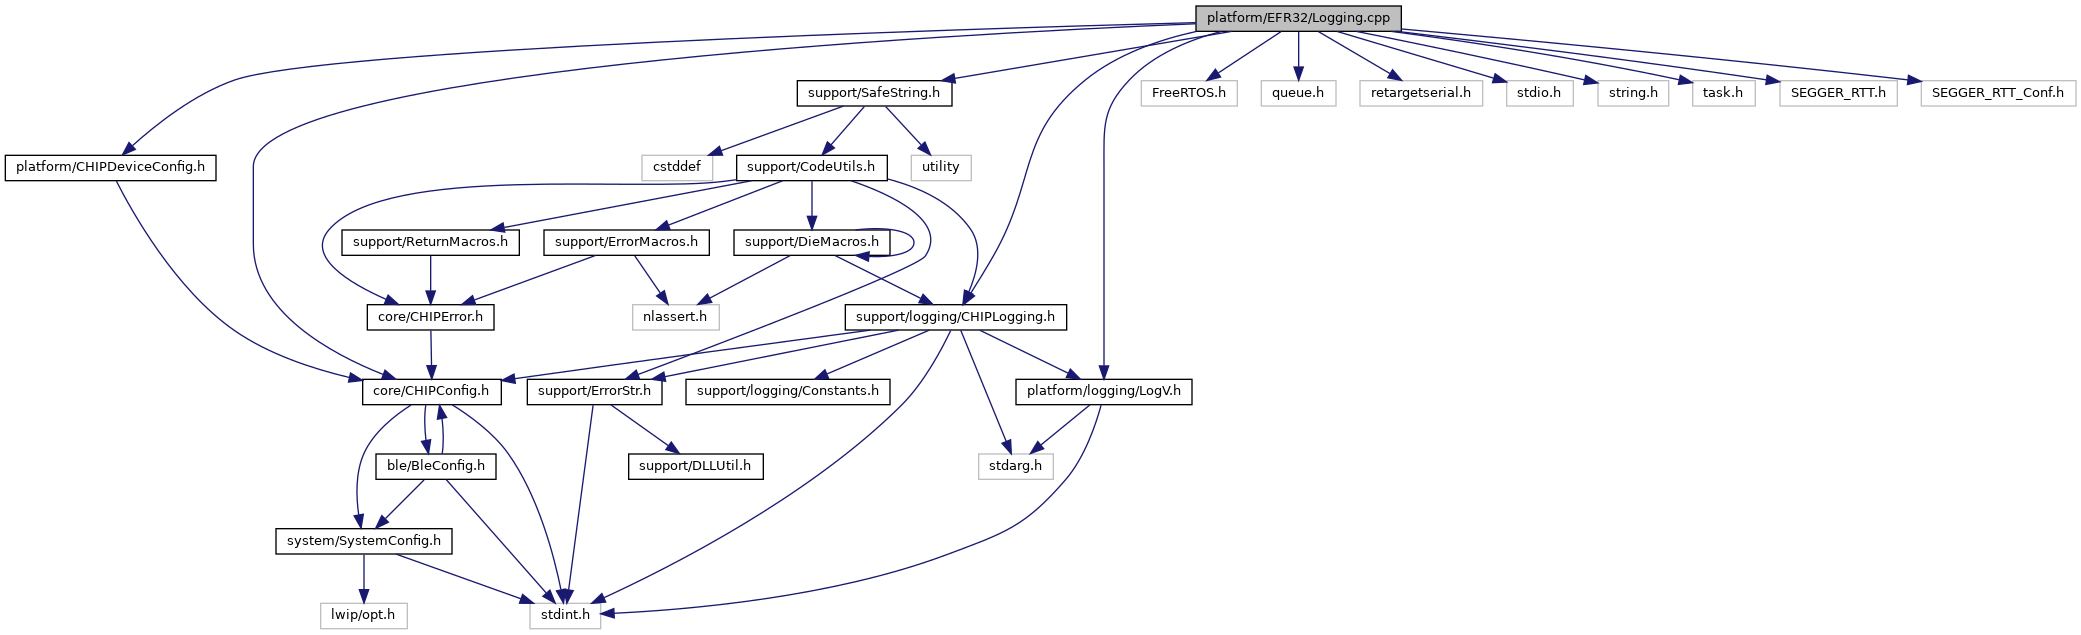 platform/EFR32/Logging.cpp
support/SafeString.h
FreeRTOS.h
queue.h
retargetserial.h
stdio.h
string.h
task.h
SEGGER_RTT.h
SEGGER_RTT_Conf.h
platform/CHIPDeviceConfig.h
cstddef
support/CodeUtils.h
utility
support/ReturnMacros.h
support/ErrorMacros.h
support/DieMacros.h
core/CHIPError.h
nlassert.h
support/logging/CHIPLogging.h
core/CHIPConfig.h
support/ErrorStr.h
support/logging/Constants.h
platform/logging/LogV.h
ble/BleConfig.h
support/DLLUtil.h
stdarg.h
system/SystemConfig.h
lwip/opt.h
stdint.h